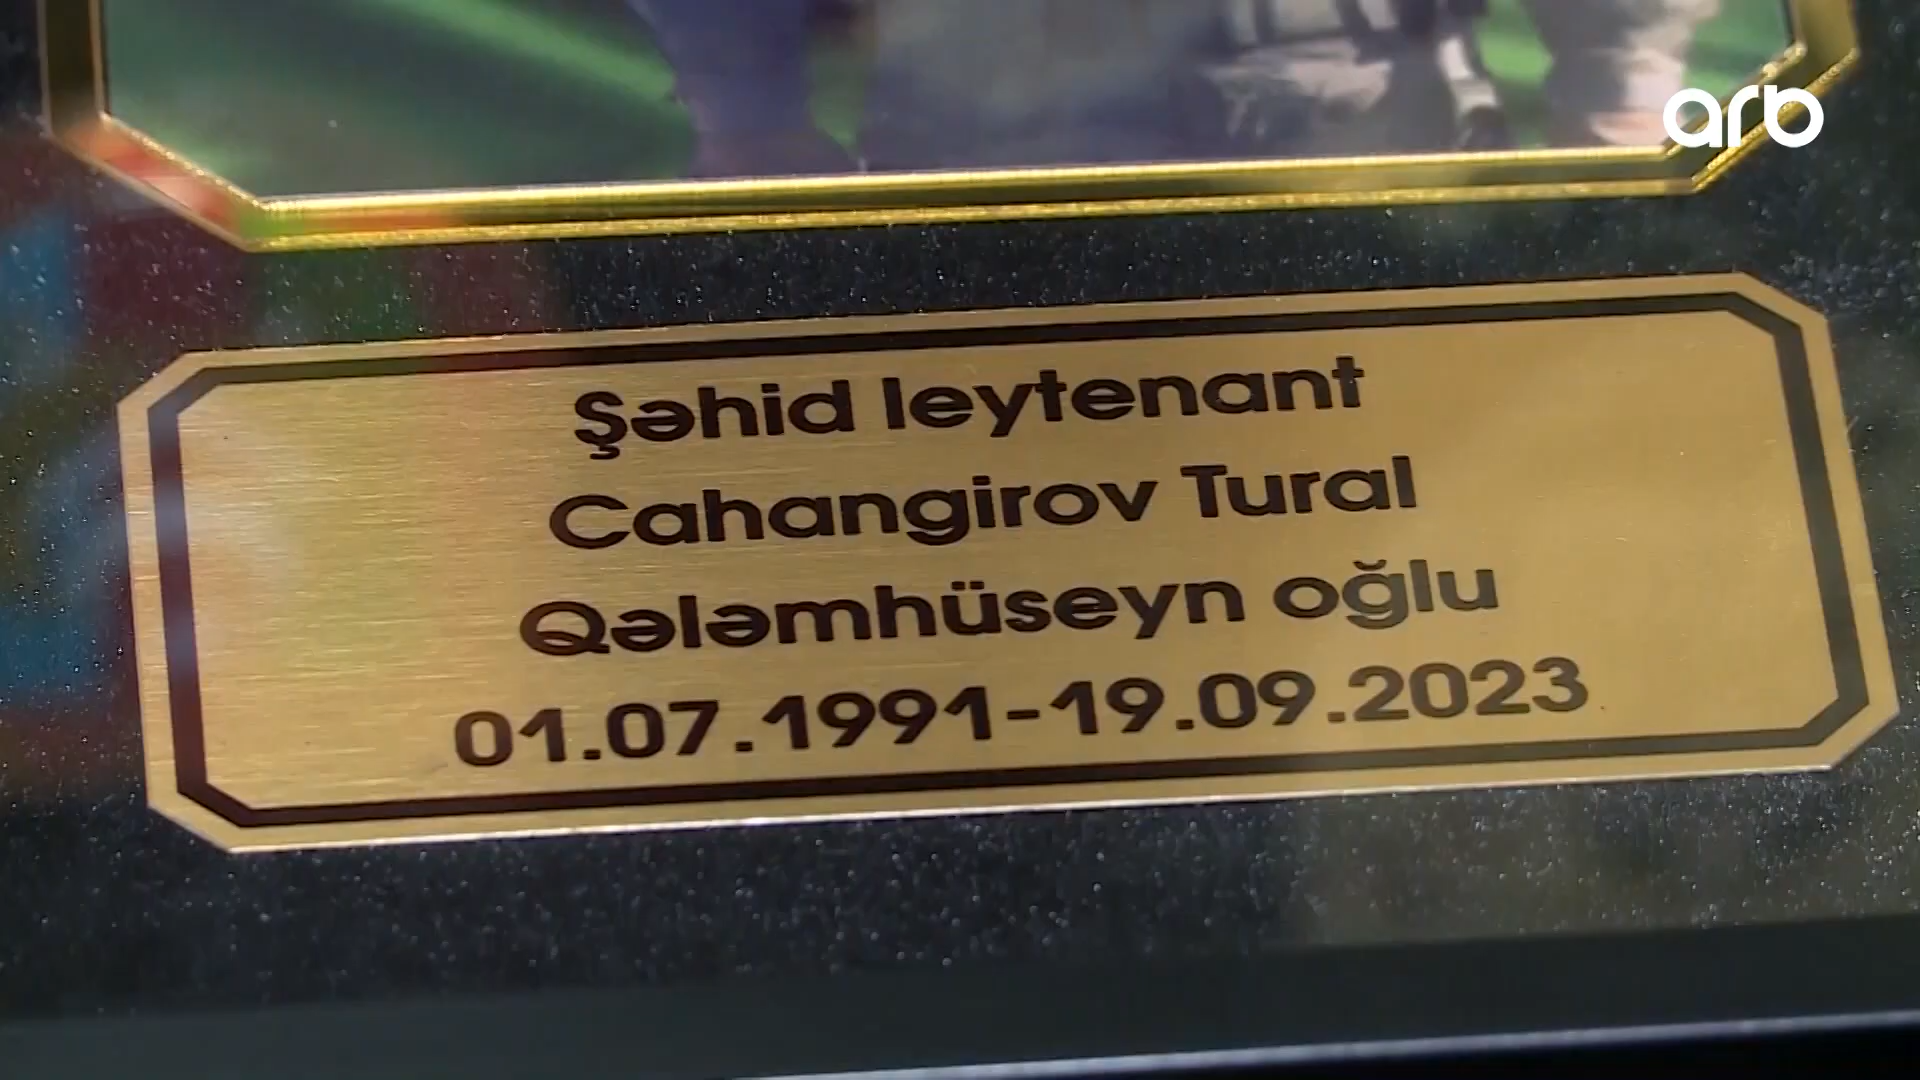 arb
Şəhid leytenant
Cahangirov Tural
Qələmhüseyn oğlu
01.07.1991-19.09.2023